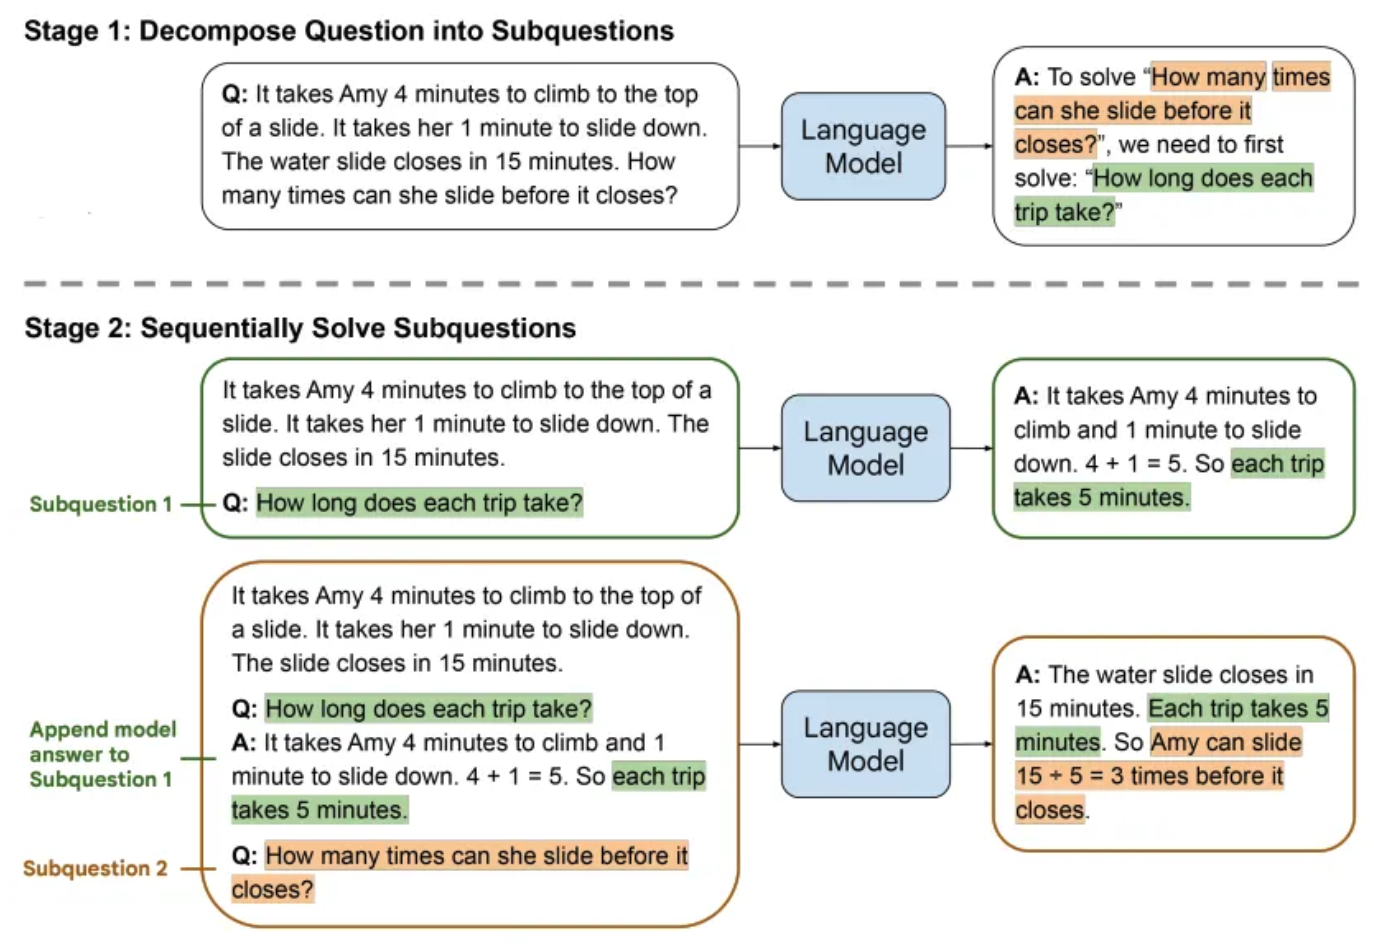 Stage 1: Decompose Question into Subquestions
Q: It takes Amy 4 minutes to climb to the top
of a slide. It takes her 1 minute to slide down.
The water slide closes in 15 minutes. How
many times can she slide before it closes?
Language
Model
A: To solve “How many times
can she slide before it
closes?”, we need to first
solve: “How long does each
trip take?”
Stage 2: Sequentially Solve Subquestions
It takes Amy 4 minutes to climb to the top of a
slide. It takes her 1 minute to slide down. The
slide closes in 15 minutes.
Subquestion 1
Q: How long does each trip take?
Language
Model
A: It takes Amy 4 minutes to
climb and 1 minute to slide
down. 4 + 1 = 5. So each trip
takes 5 minutes.
It takes Amy 4 minutes to climb to the top of
a slide. It takes her 1 minute to slide down.
The slide closes in 15 minutes.
Append model
answer to
Subquestion 1
Q: How long does each trip take?
A: It takes Amy 4 minutes to climb and 1
minute to slide down. 4 + 1 = 5. So each trip
takes 5 minutes.
Subquestion 2
Q: How many times can she slide before it
closes?
Language
Model
A: The water slide closes in
15 minutes. Each trip takes 5
minutes. So Amy can slide
15 ÷ 5 = 3 times before it
closes.